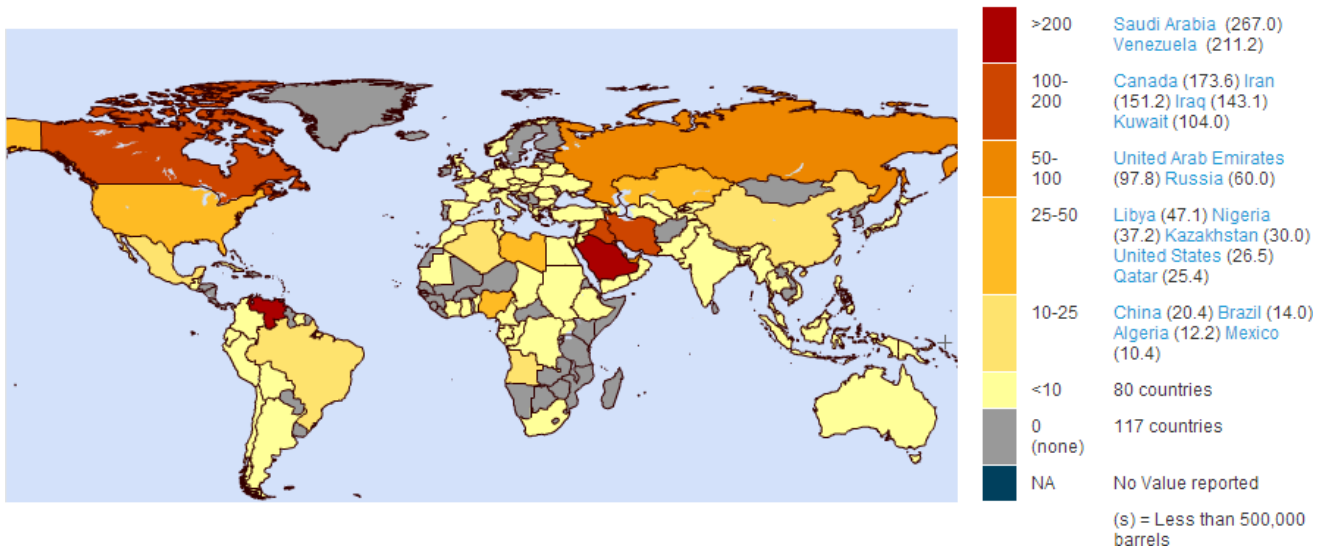 >200 Saudi Arabia (267.0)
Venezuela (211.2)
100- Canada (173.6) Iran
200 (151.2) Iraq (143.1)
Kuwait (104.0)
50- United Arab Emirates
100 (97.8) Russia (60.0)
25-50 Libya (47.1) Nigeria
(37.2) Kazakhstan (30.0)
United States (26.5)
Qatar (25.4)
10-25 China (20.4) Brazil (14.0)
Algeria (12.2) Mexico
(10.4)
<10 80 countries
0 117 countries
(none)
NA No Value reported
(s) = Less than 500,000
barrels